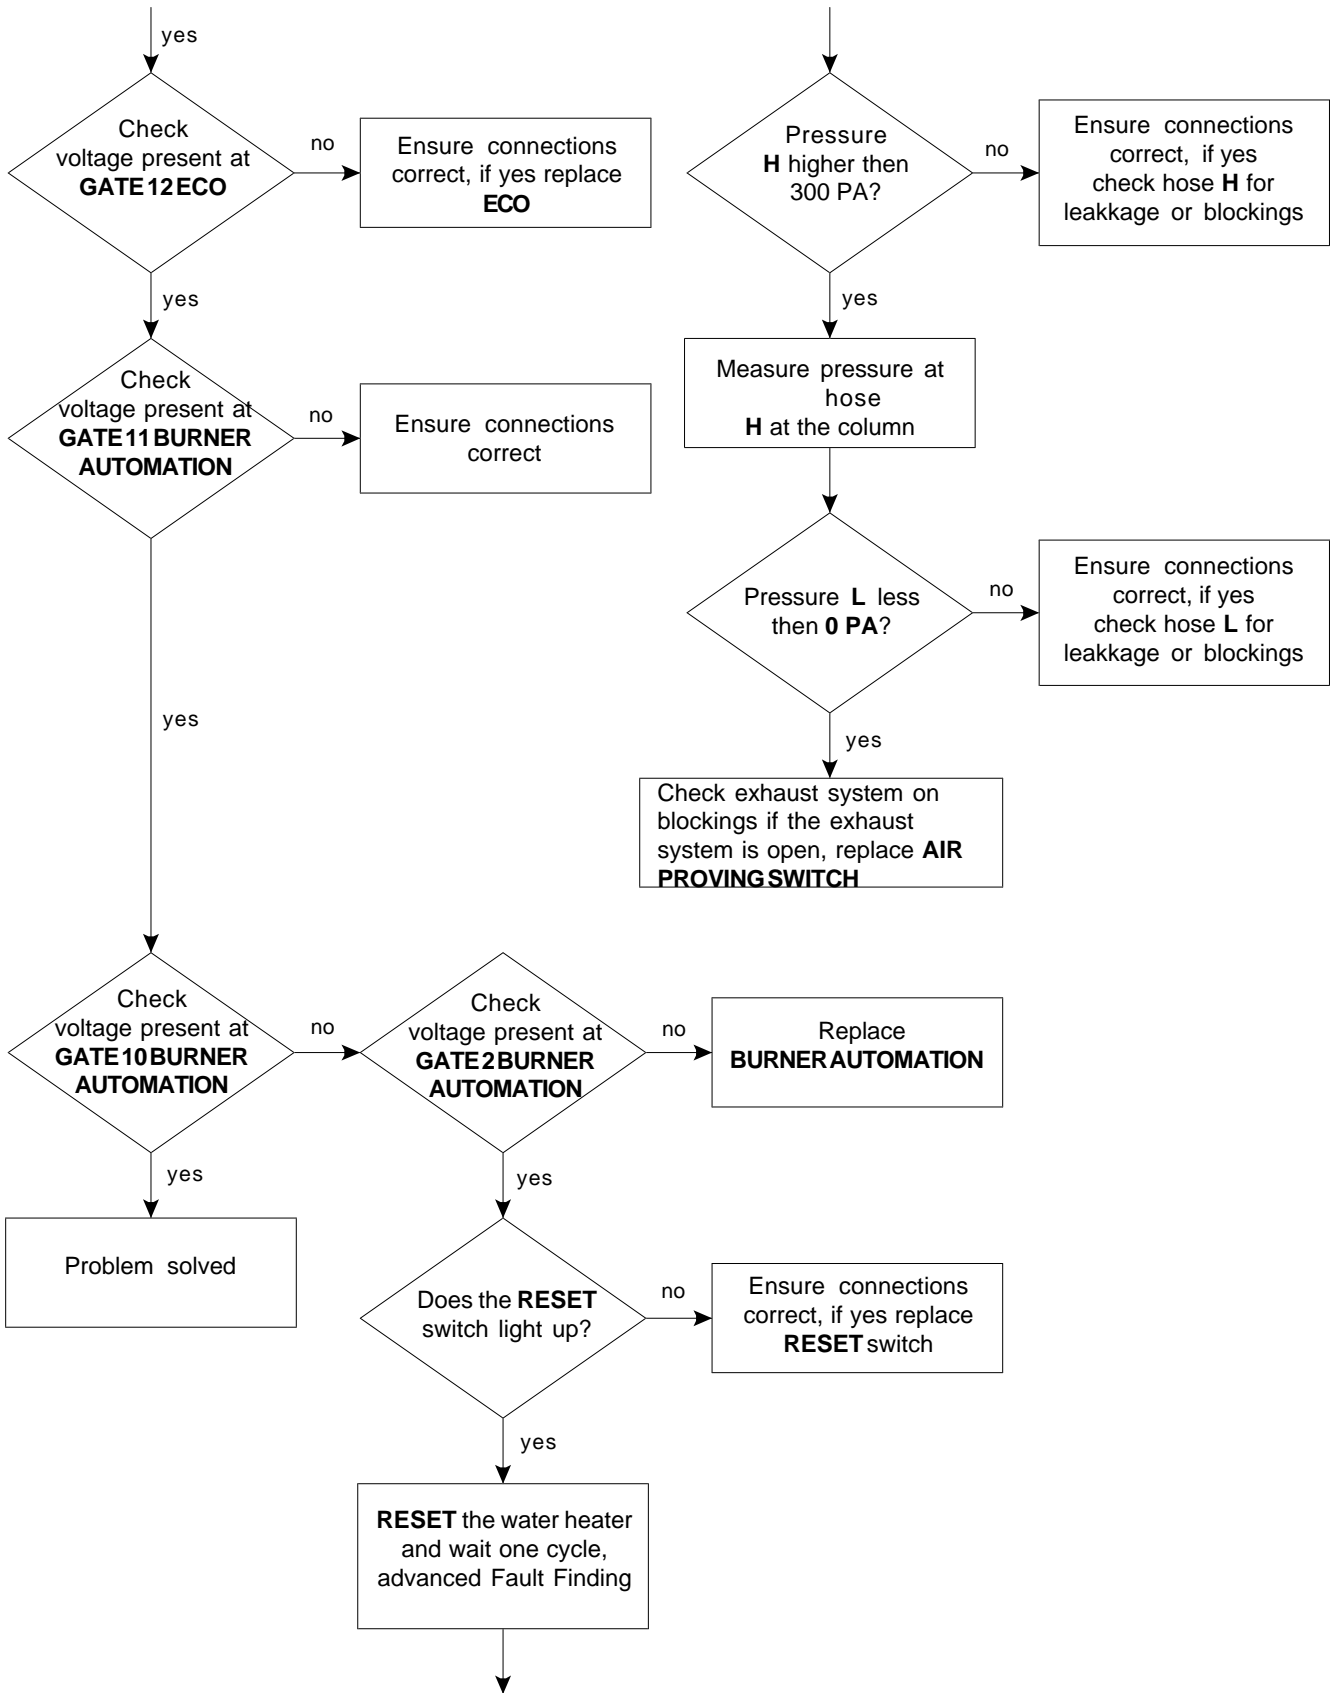 yes
Check
voltage present at
GATE 12 ECO
no
Ensure connections
correct, if yes replace
ECO
yes
Check
voltage present at
GATE 11 BURNER
AUTOMATION
no
Ensure connections
correct
yes
Check
voltage present at
GATE 10 BURNER
AUTOMATION
no
Check
voltage present at
GATE 2 BURNER
AUTOMATION
no
Replace
BURNER AUTOMATION
yes
Problem solved
yes
Does the RESET
switch light up?
no
Ensure connections
correct, if yes replace
RESET switch
yes
RESET the water heater
and wait one cycle,
advanced Fault Finding
Pressure
H higher then
300 PA?
no
Ensure connections
correct, if yes
check hose H for
leakkage or blockings
yes
Measure pressure at
hose
H at the column
Pressure L less
then 0 PA?
no
Ensure connections
correct, if yes
check hose L for
leakkage or blockings
yes
Check exhaust system on
blockings if the exhaust
system is open, replace AIR
PROVING SWITCH